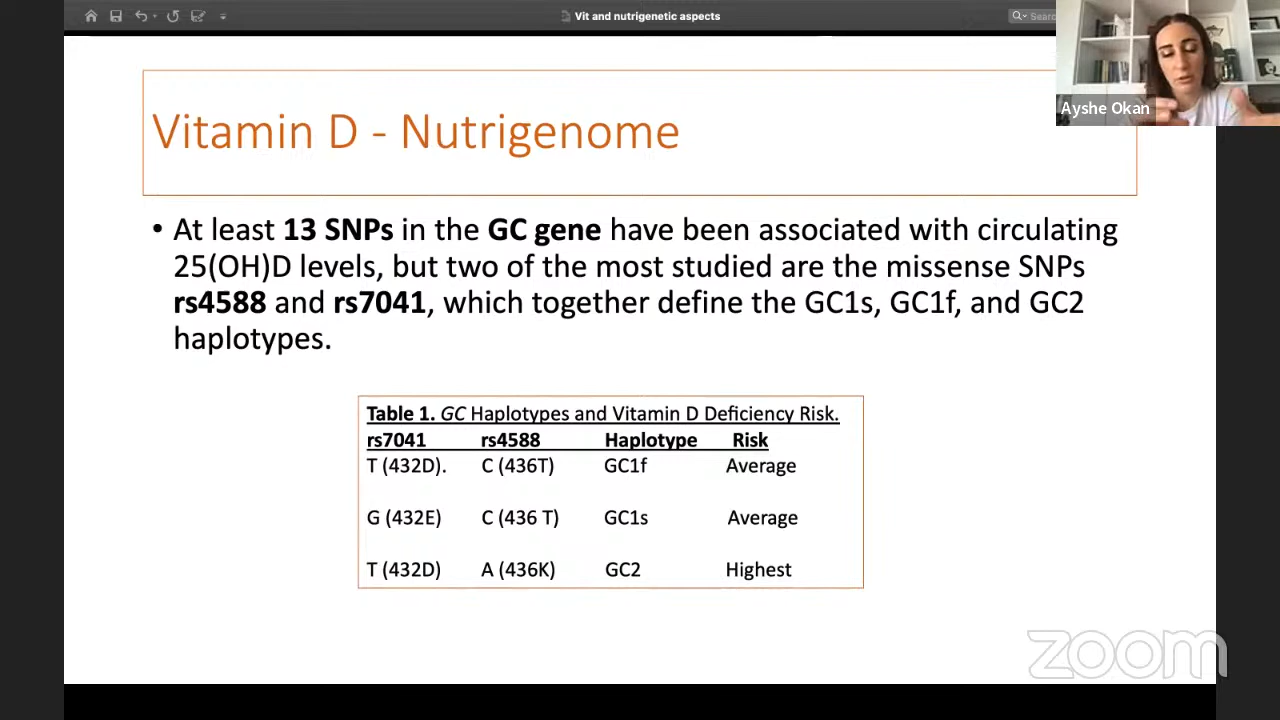 Vit and nutrigenetic aspects
Sear
Ayshe Okan
Vitamin D - Nutrigenome
• At least 13 SNPs in the GC gene have been associated with circulating
25(OH)D levels, but two of the most studied are the missense SNPs
rs4588 and rs7041, which together define the GC1s, GC1f, and GC2
haplotypes.
Table 1. GC Haplotypes and Vitamin D Deficiency Risk.
rs7041 rs4588 Haplotype Risk
T (432D). C (436T) GC1f Average
G (432E) C (436 T) GC1s Average
T (432D) A (436K) GC2 Highest
zoom